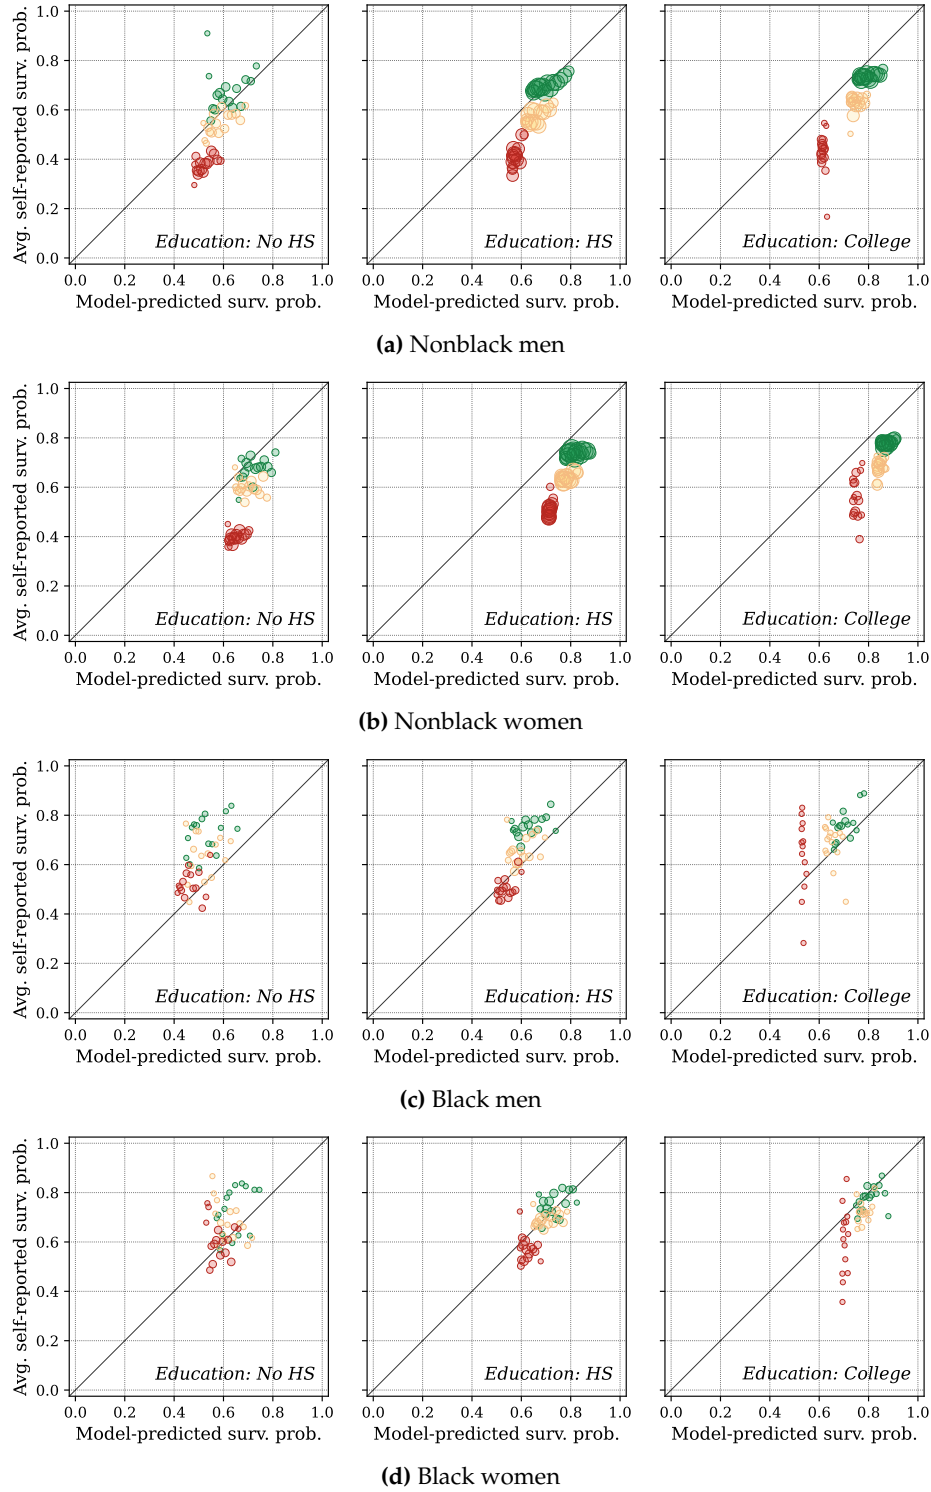 Avg. self-reported surv. prob.
1.0
0.8
0.6
0.4
0.2
0.0
Education: No HS
Education: HS
Education: College
0.0 0.2 0.4 0.6 0.8 1.0
0.0 0.2 0.4 0.6 0.8 1.0
0.0 0.2 0.4 0.6 0.8 1.0
Model-predicted surv. prob.
Model-predicted surv. prob.
Model-predicted surv. prob.
(a) Nonblack men
Avg. self-reported surv. prob.
1.0
0.8
0.6
0.4
0.2
0.0
Education: No HS
Education: HS
Education: College
0.0 0.2 0.4 0.6 0.8 1.0
0.0 0.2 0.4 0.6 0.8 1.0
0.0 0.2 0.4 0.6 0.8 1.0
Model-predicted surv. prob.
Model-predicted surv. prob.
Model-predicted surv. prob.
(b) Nonblack women
Avg. self-reported surv. prob.
1.0
0.8
0.6
0.4
0.2
0.0
Education: No HS
Education: HS
Education: College
0.0 0.2 0.4 0.6 0.8 1.0
0.0 0.2 0.4 0.6 0.8 1.0
0.0 0.2 0.4 0.6 0.8 1.0
Model-predicted surv. prob.
Model-predicted surv. prob.
Model-predicted surv. prob.
(c) Black men
Avg. self-reported surv. prob.
1.0
0.8
0.6
0.4
0.2
0.0
Education: No HS
Education: HS
Education: College
0.0 0.2 0.4 0.6 0.8 1.0
0.0 0.2 0.4 0.6 0.8 1.0
0.0 0.2 0.4 0.6 0.8 1.0
Model-predicted surv. prob.
Model-predicted surv. prob.
Model-predicted surv. prob.
(d) Black women